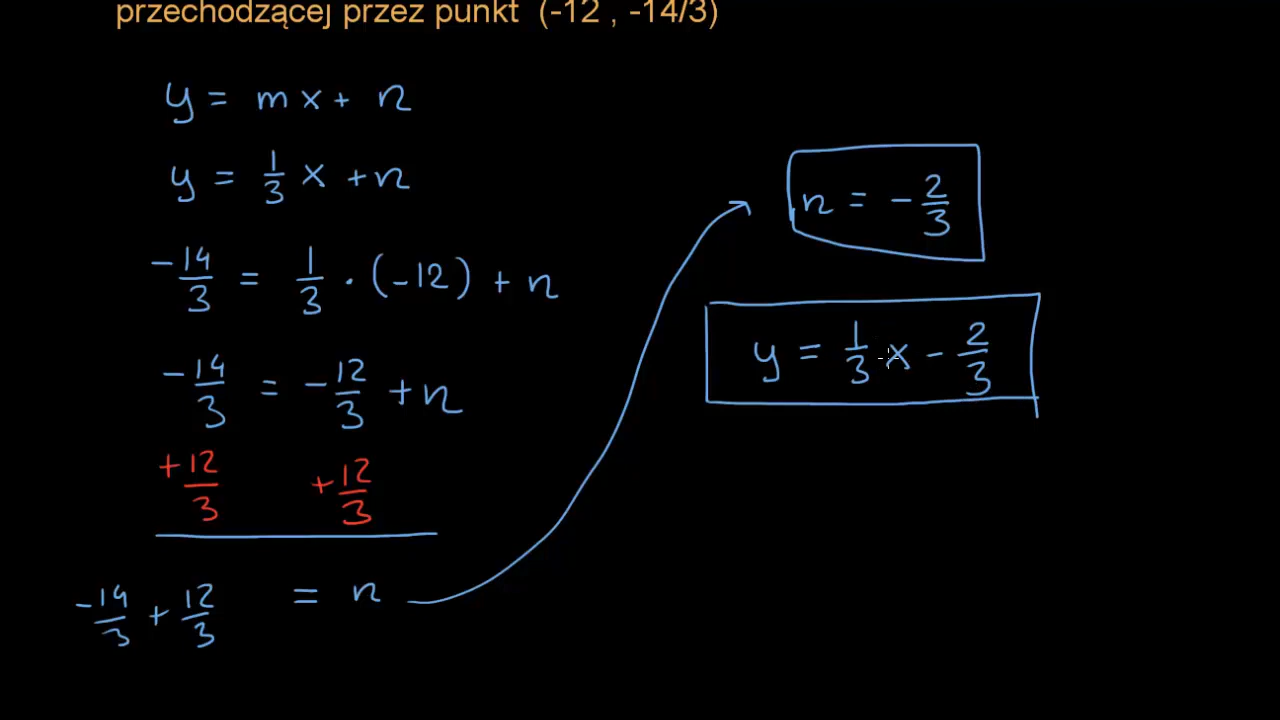 przechodzącej przez punkt (-12 , -14/3)
y = mx + n
y = 1/3 x + n
-14/3 = 1/3 · (-12) + n
-14/3 = -12/3 + n
+12/3 +12/3
-14/3 + 12/3 = n
n = -2/3
y = 1/3 x - 2/3